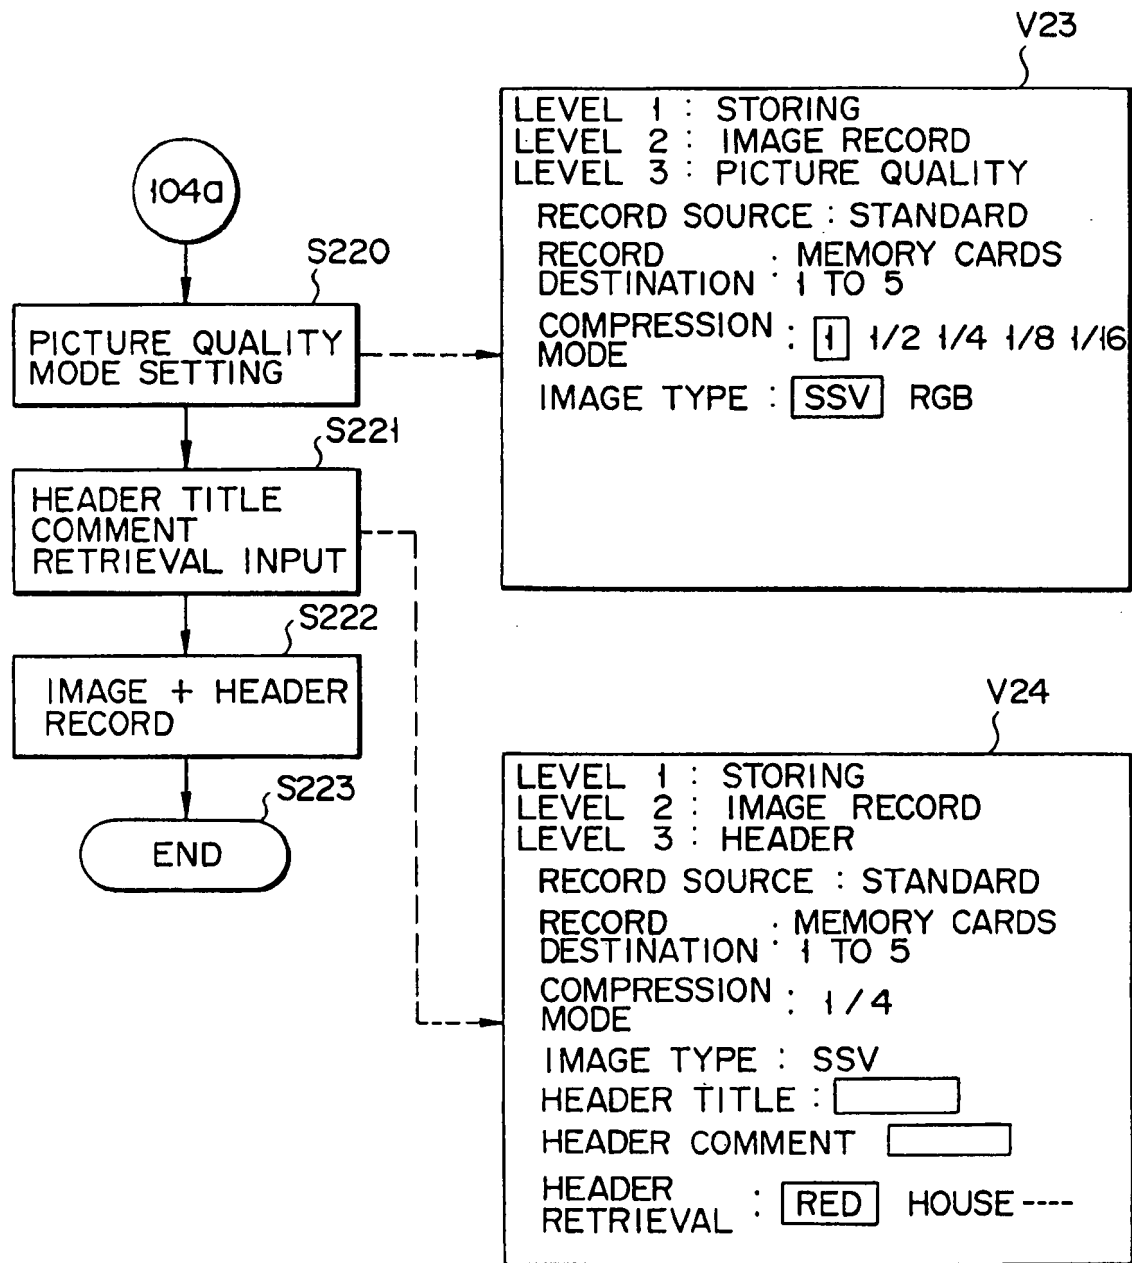 104a
S220
PICTURE QUALITY
MODE SETTING
S221
HEADER TITLE
COMMENT
RETRIEVAL INPUT
S222
IMAGE + HEADER
RECORD
S223
END
V23
LEVEL 1 : STORING
LEVEL 2 : IMAGE RECORD
LEVEL 3 : PICTURE QUALITY
RECORD SOURCE : STANDARD
RECORD : MEMORY CARDS
DESTINATION 1 TO 5
COMPRESSION : 1 1/2 1/4 1/8 1/16
MODE
IMAGE TYPE : SSV RGB
V24
LEVEL 1 : STORING
LEVEL 2 : IMAGE RECORD
LEVEL 3 : HEADER
RECORD SOURCE : STANDARD
RECORD : MEMORY CARDS
DESTINATION 1 TO 5
COMPRESSION : 1/4
MODE
IMAGE TYPE : SSV
HEADER TITLE :
HEADER COMMENT
HEADER : RED HOUSE ----
RETRIEVAL